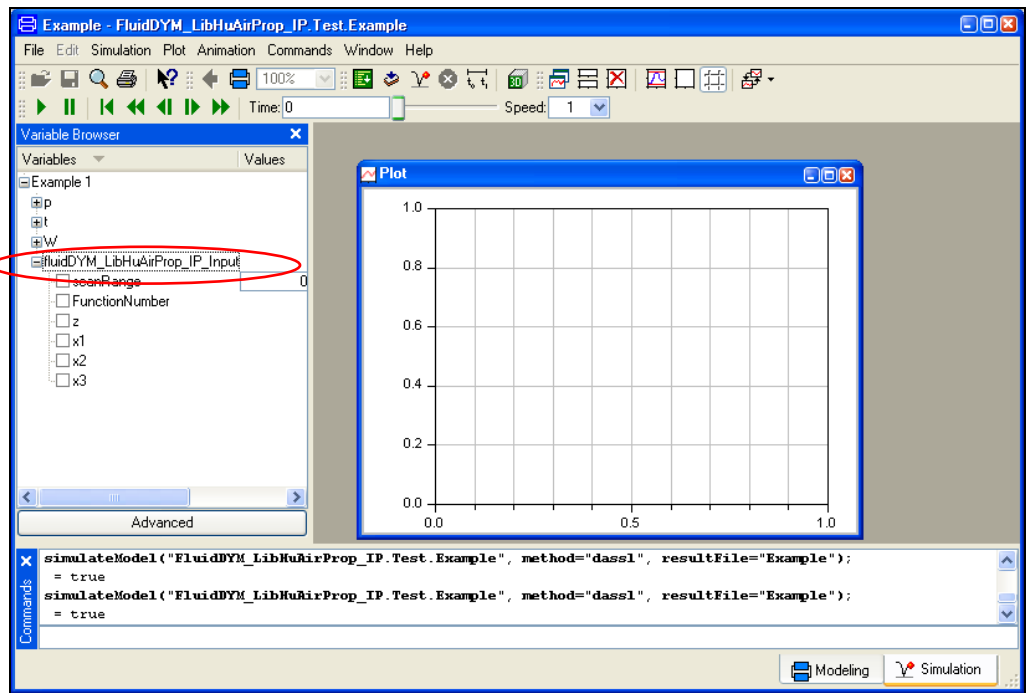 Example - FluidDYM_LibHuAirProp_IP.Test.Example
File Edit Simulation Plot Animation Commands Window Help
100%
Time: 0 Speed: 1
Variable Browser
Variables Values
Example 1
p
t
W
fluidDYM_LibHuAirProp_IP_Input
scanRange 0
FunctionNumber
z
x1
x2
x3
Advanced
Plot
1.0
0.8
0.6
0.4
0.2
0.0
0.0 0.5 1.0
Commands
simulateModel("FluidDYM_LibHuAirProp_IP.Test.Example", method="dassl", resultFile="Example");
= true
simulateModel("FluidDYM_LibHuAirProp_IP.Test.Example", method="dassl", resultFile="Example");
= true
Modeling Simulation